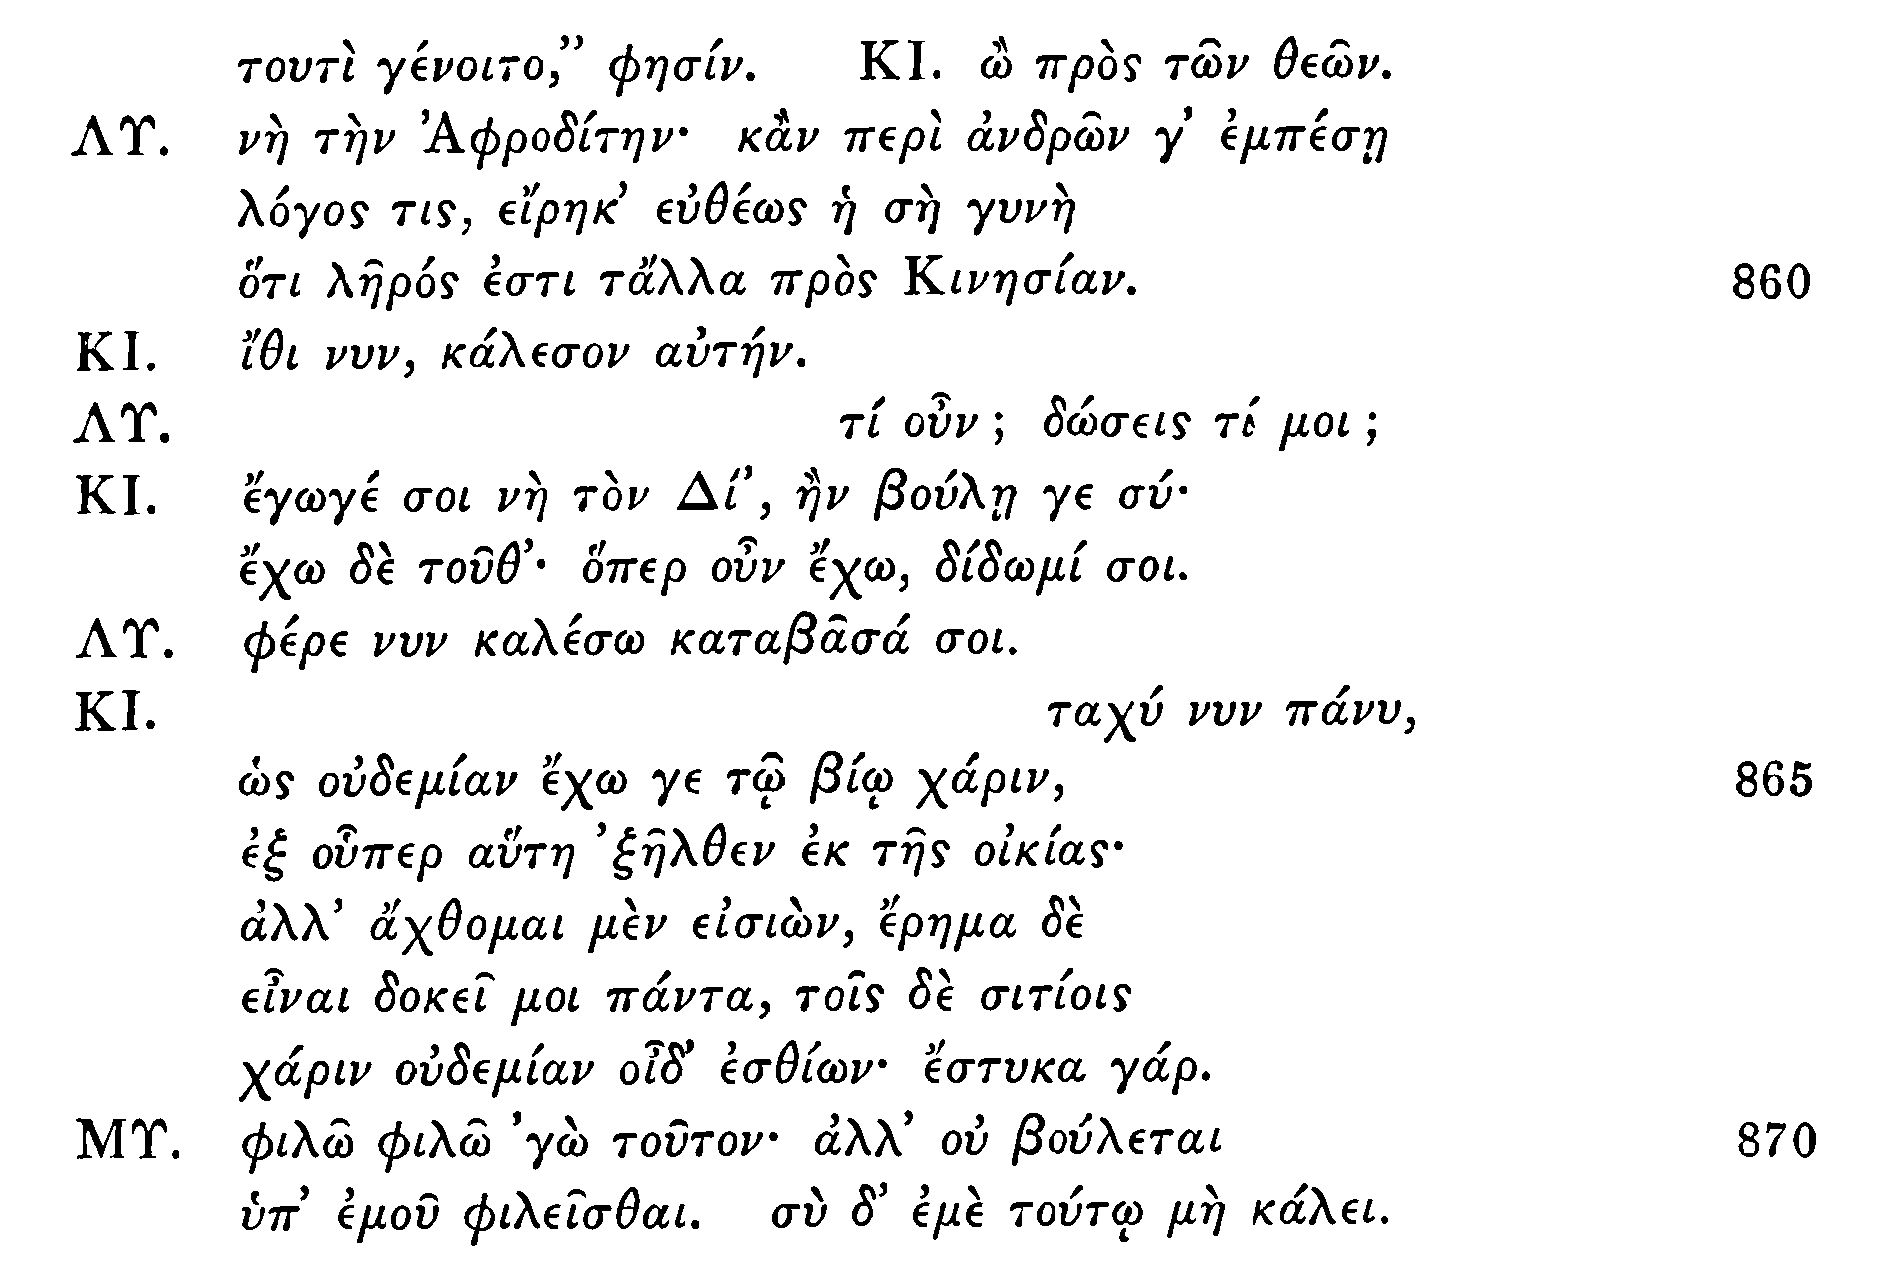 τουτὶ γένοιτο,” φησίν. ΚΙ. ὢ πρὸς τῶν θεῶν.
ΛΥ. νὴ τὴν Ἀφροδίτην· κἂν περὶ ἀνδρῶν γ’ ἐμπέσῃ
λόγος τις, εἴρηκ’ εὐθέως ἡ σὴ γυνὴ
ὅτι λῆρός ἐστι τἄλλα πρὸς Κινησίαν. 860
ΚΙ. ἴθι νυν, κάλεσον αὐτήν.
ΛΥ. τί οὖν; δώσεις τί μοι;
ΚΙ. ἔγωγέ σοι νὴ τὸν Δί’, ἢν βούλῃ γε σύ·
ἔχω δὲ τοῦθ’· ὅπερ οὖν ἔχω, δίδωμί σοι.
ΛΥ. φέρε νυν καλέσω καταβᾶσά σοι.
ΚΙ. ταχύ νυν πάνυ,
ὡς οὐδεμίαν ἔχω γε τῷ βίῳ χάριν, 865
ἐξ οὗπερ αὕτη ’ξῆλθεν ἐκ τῆς οἰκίας·
ἀλλ’ ἄχθομαι μὲν εἰσιὼν, ἔρημα δὲ
εἶναι δοκεῖ μοι πάντα, τοῖς δὲ σιτίοις
χάριν οὐδεμίαν οἶδ’ ἐσθίων· ἔστυκα γάρ.
ΜΥ. φιλῶ φιλῶ ’γὼ τοῦτον· ἀλλ’ οὐ βούλεται 870
ὑπ’ ἐμοῦ φιλεῖσθαι. σὺ δ’ ἐμὲ τούτῳ μὴ κάλει.